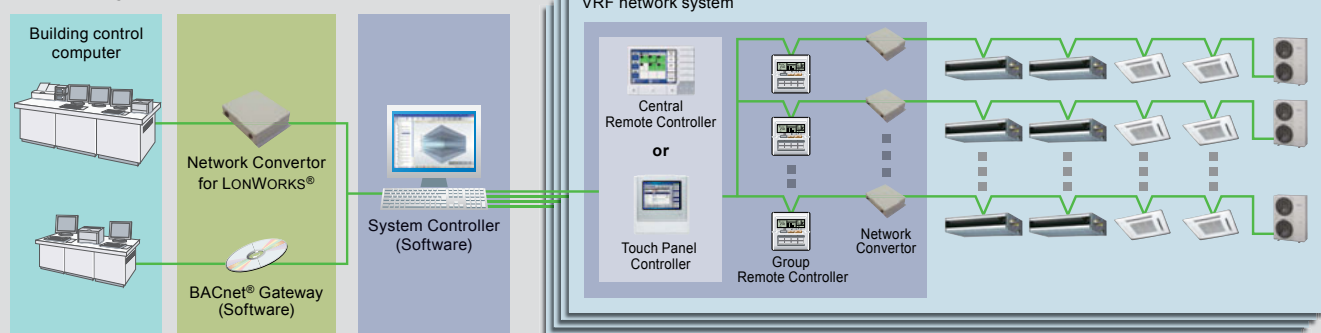 VRF network system
Building control
computer
Network Convertor
for LONWORKS®
BACnet® Gateway
(Software)
System Controller
(Software)
Central
Remote Controller
or
Touch Panel
Controller
Group
Remote Controller
Network
Convertor